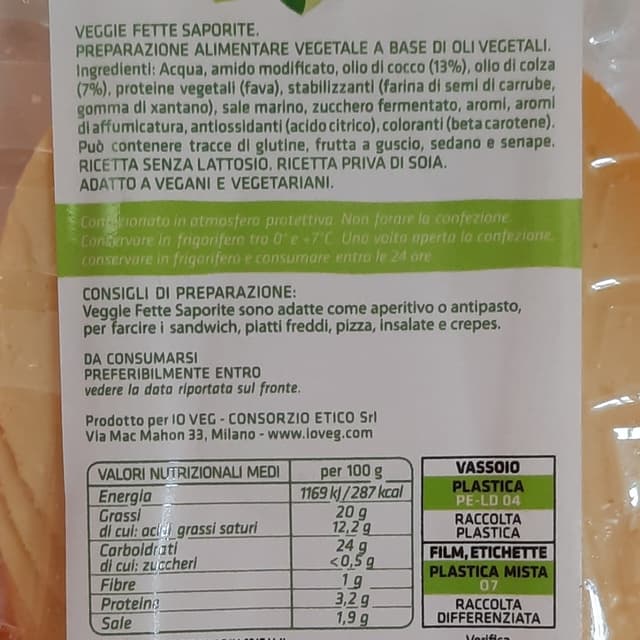 VEGGIE FETTE SAPORITE.
PREPARAZIONE ALIMENTARE VEGETALE A BASE DI OLI VEGETALI.
Ingredienti: Acqua, amido modificato, olio di cocco (13%), olio di colza
(7%), proteine vegetali (fava), stabilizzanti (farina di semi di carrube,
gomma di xantano), sale marino, zucchero fermentato, aromi, aromi
di affumicatura, antiossidanti (acido citrico), coloranti (beta carotene).
Può contenere tracce di glutine, frutta a guscio, sedano e senape.
RICETTA SENZA LATTOSIO. RICETTA PRIVA DI SOIA.
ADATTO A VEGANI E VEGETARIANI.
Confezionato in atmosfera protettiva. Non forare la confezione.
Conservare in frigorifero tra 0° e +7°C. Una volta aperta la confezione,
conservare in frigorifero e consumare entro le 24 ore
CONSIGLI DI PREPARAZIONE:
Veggie Fette Saporite sono adatte come aperitivo o antipasto,
per farcire i sandwich, piatti freddi, pizza, insalate e crepes.
DA CONSUMARSI
PREFERIBILMENTE ENTRO
vedere la data riportata sul fronte.
Prodotto per IO VEG - CONSORZIO ETICO Srl
Via Mac Mahon 33, Milano - www.ioveg.com
VALORI NUTRIZIONALI MEDI per 100 g
Energia 1169 kj/287 kcal
Grassi 20 g
di cui: acidi grassi saturi 12,2 g
Carboidrati 24 g
di cui: zuccheri <0,5 g
Fibre 1 g
Proteine 3,2 g
Sale 1,9 g
VASSOIO
PLASTICA
PE-LD 04
RACCOLTA
PLASTICA
FILM, ETICHETTE
PLASTICA MISTA
07
RACCOLTA
DIFFERENZIATA
Verifica